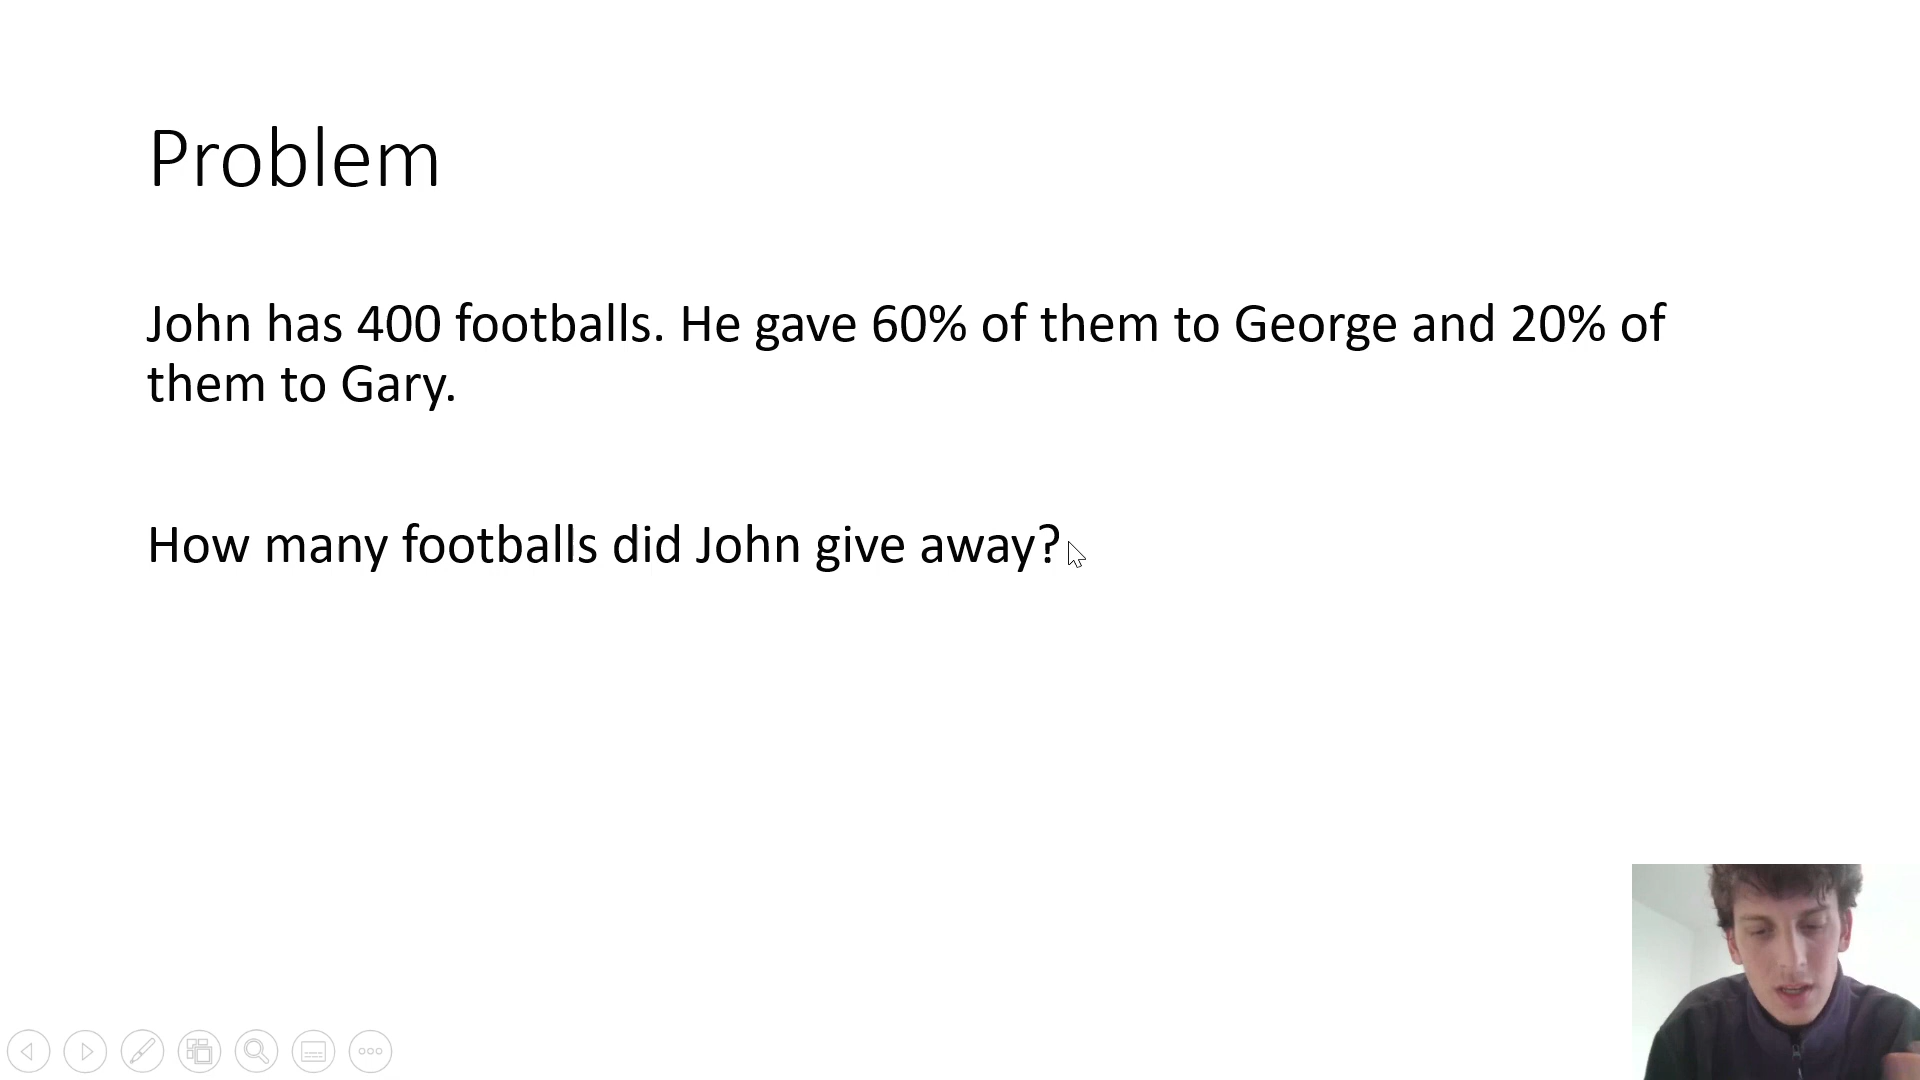 Problem
John has 400 footballs. He gave 60% of them to George and 20% of
them to Gary.
How many footballs did John give away?